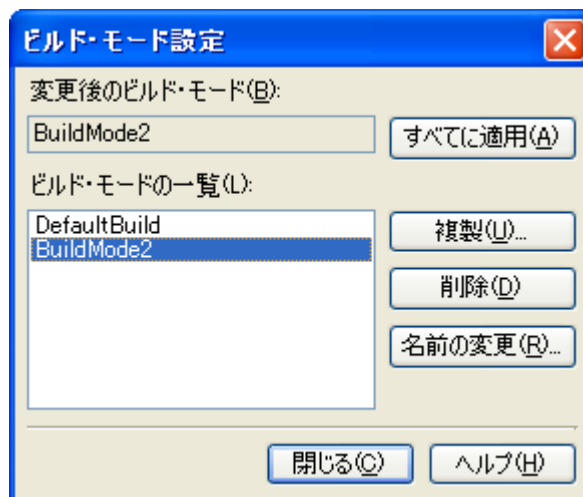 ビルド・モード設定
変更後のビルド・モード(B):
BuildMode2
すべてに適用(A)
ビルド・モードの一覧(L):
DefaultBuild
BuildMode2
複製(U)...
削除(D)
名前の変更(R)...
閉じる(C)
ヘルプ(H)